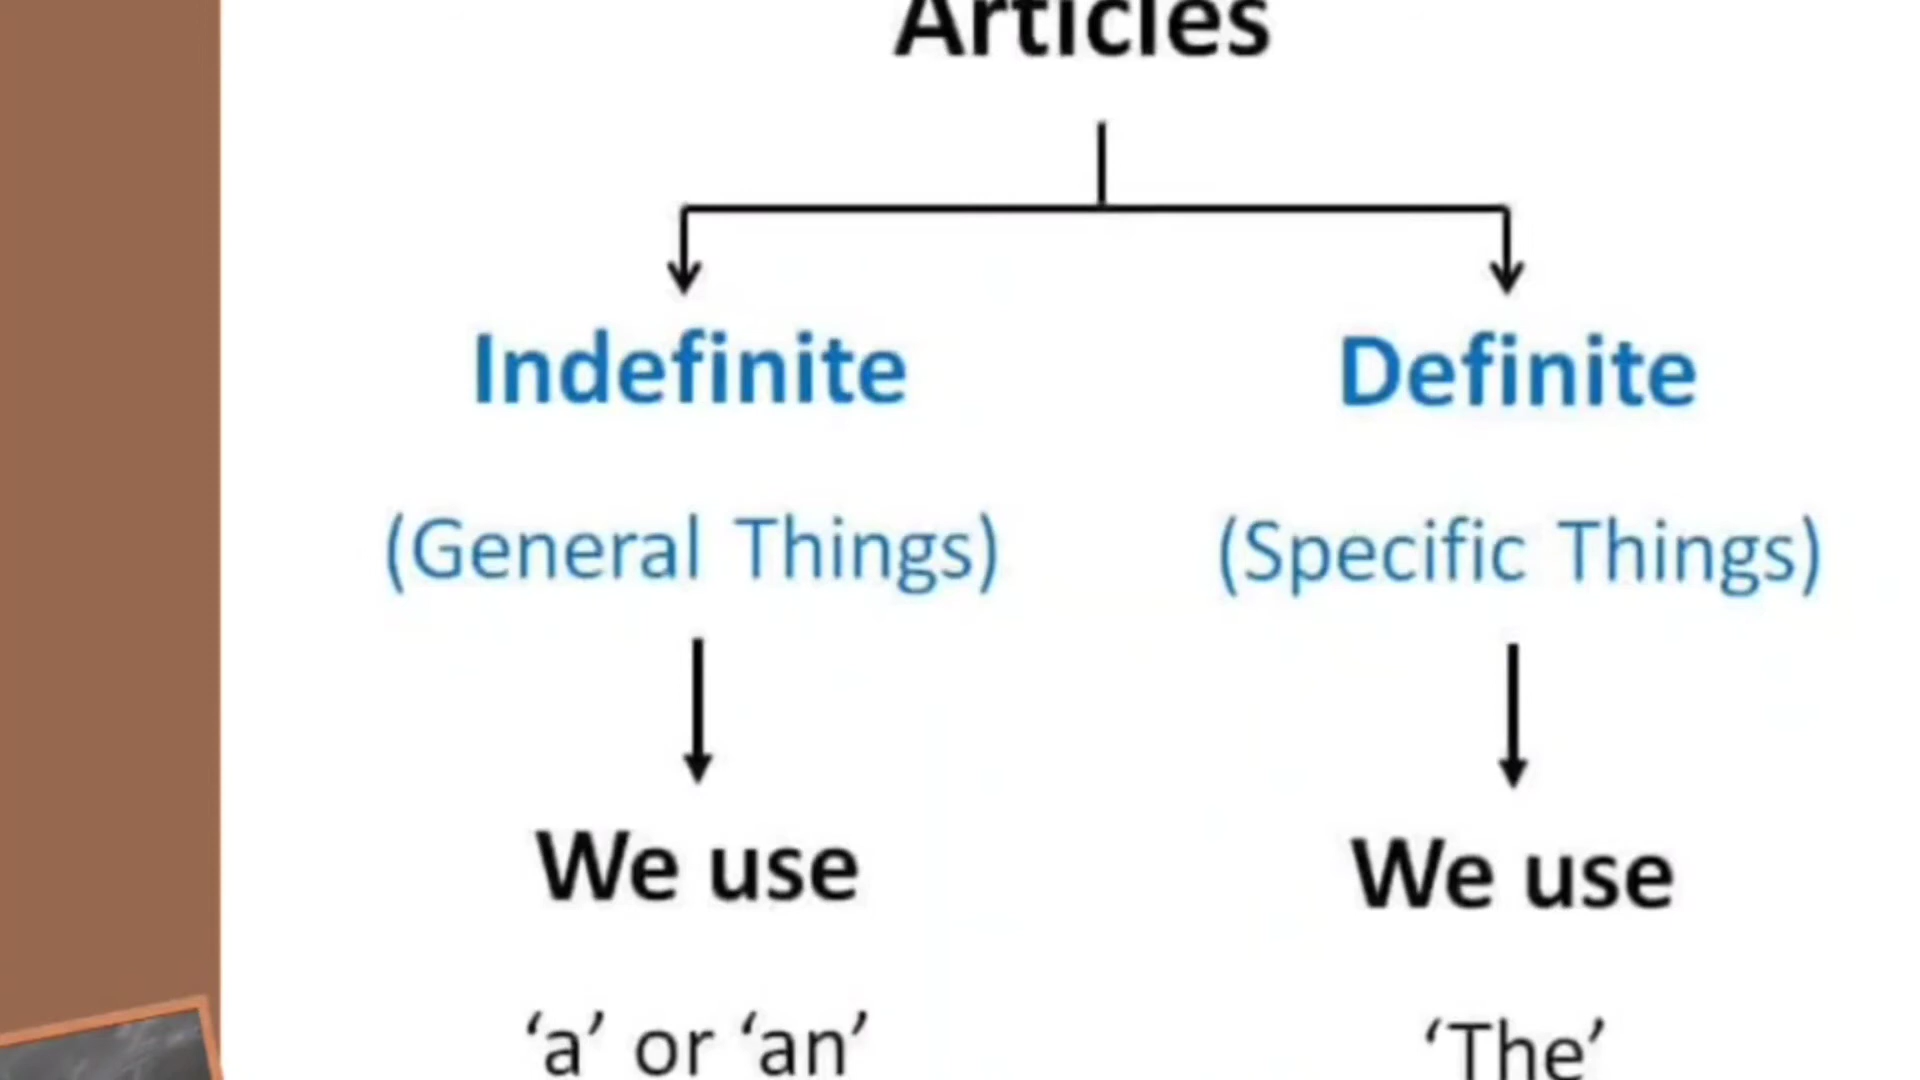 Articles
Indefinite Definite
(General Things) (Specific Things)
We use We use
‘a’ or ‘an’ ‘The’